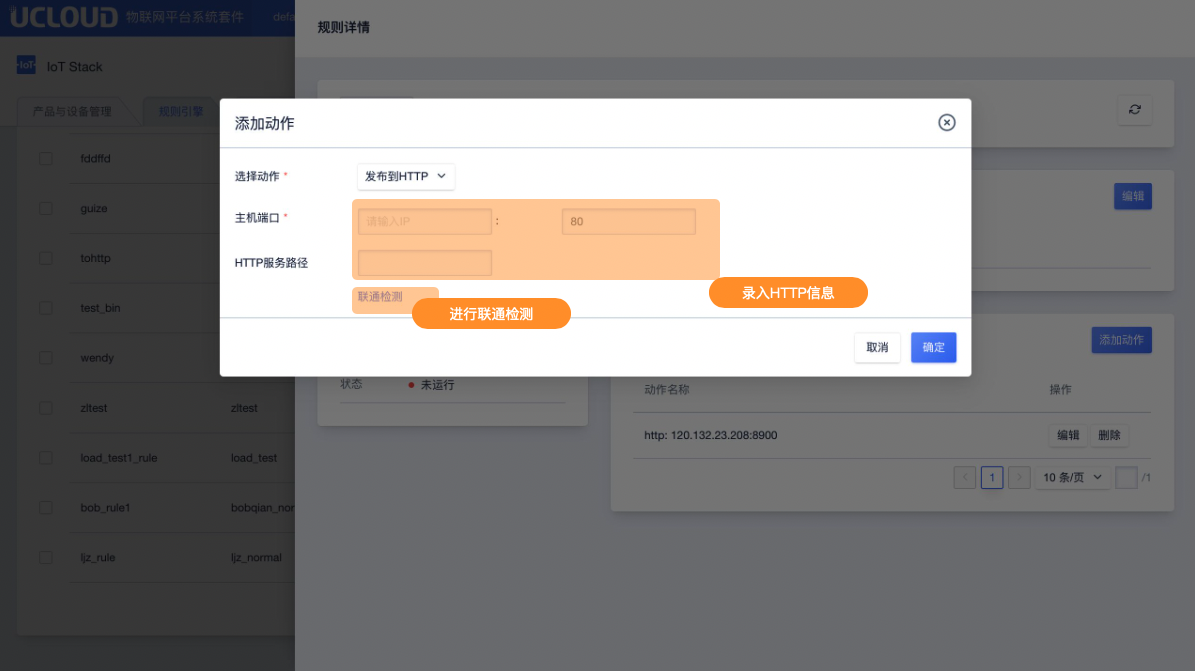 UCLOUD 物联网平台系统套件 defa
规则详情
IoT IoT Stack
产品与设备管理 规则引擎
添加动作
选择动作 * 发布到HTTP
主机端口 * 请输入IP : 80
HTTP服务路径
联通检测
录入HTTP信息
进行联通检测
取消 确定
编辑
添加动作
fddffd
guize
tohttp
test_bin
wendy
zltest zltest
load_test1_rule load_test
bob_rule1 bobqian_nor
ljz_rule ljz_normal
状态 未运行
动作名称 操作
http: 120.132.23.208:8900 编辑 删除
1 10 条/页 /1